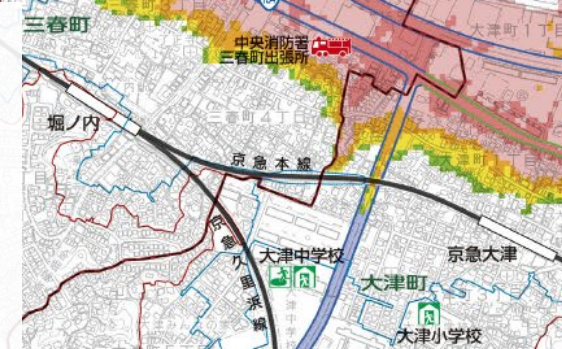 三春町
大津町1丁目
中央消防署
三春町出張所
堀ノ内
三春町4丁目
大津町
丁目
京急本線
京急久里浜線
大津中学校
京急大津
大津町
大津小学校